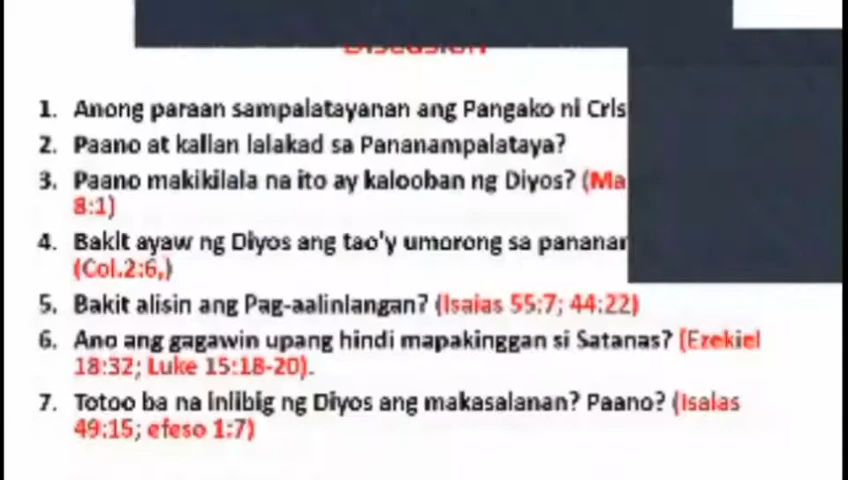 1. Anong paraan sampalatayanan ang Pangako ni
2. Paano at kailan lalakad sa Pananampalataya?
3. Paano makikilala na ito ay kalooban ng Diyos?
8:1)
4. Bakit ayaw ng Diyos ang tao'y umorong sa
(Col.2:6,)
5. Bakit alisin ang Pag-aalinlangan? (Isaias 55:7; 44:22)
6. Ano ang gagawin upang hindi mapakinggan si Satanas? (Ezekiel
18:32; Luke 15:18-20).
7. Totoo ba na inlibig ng Diyos ang makasalanan? Paano? (Isaias
49:15; efeso 1:7)